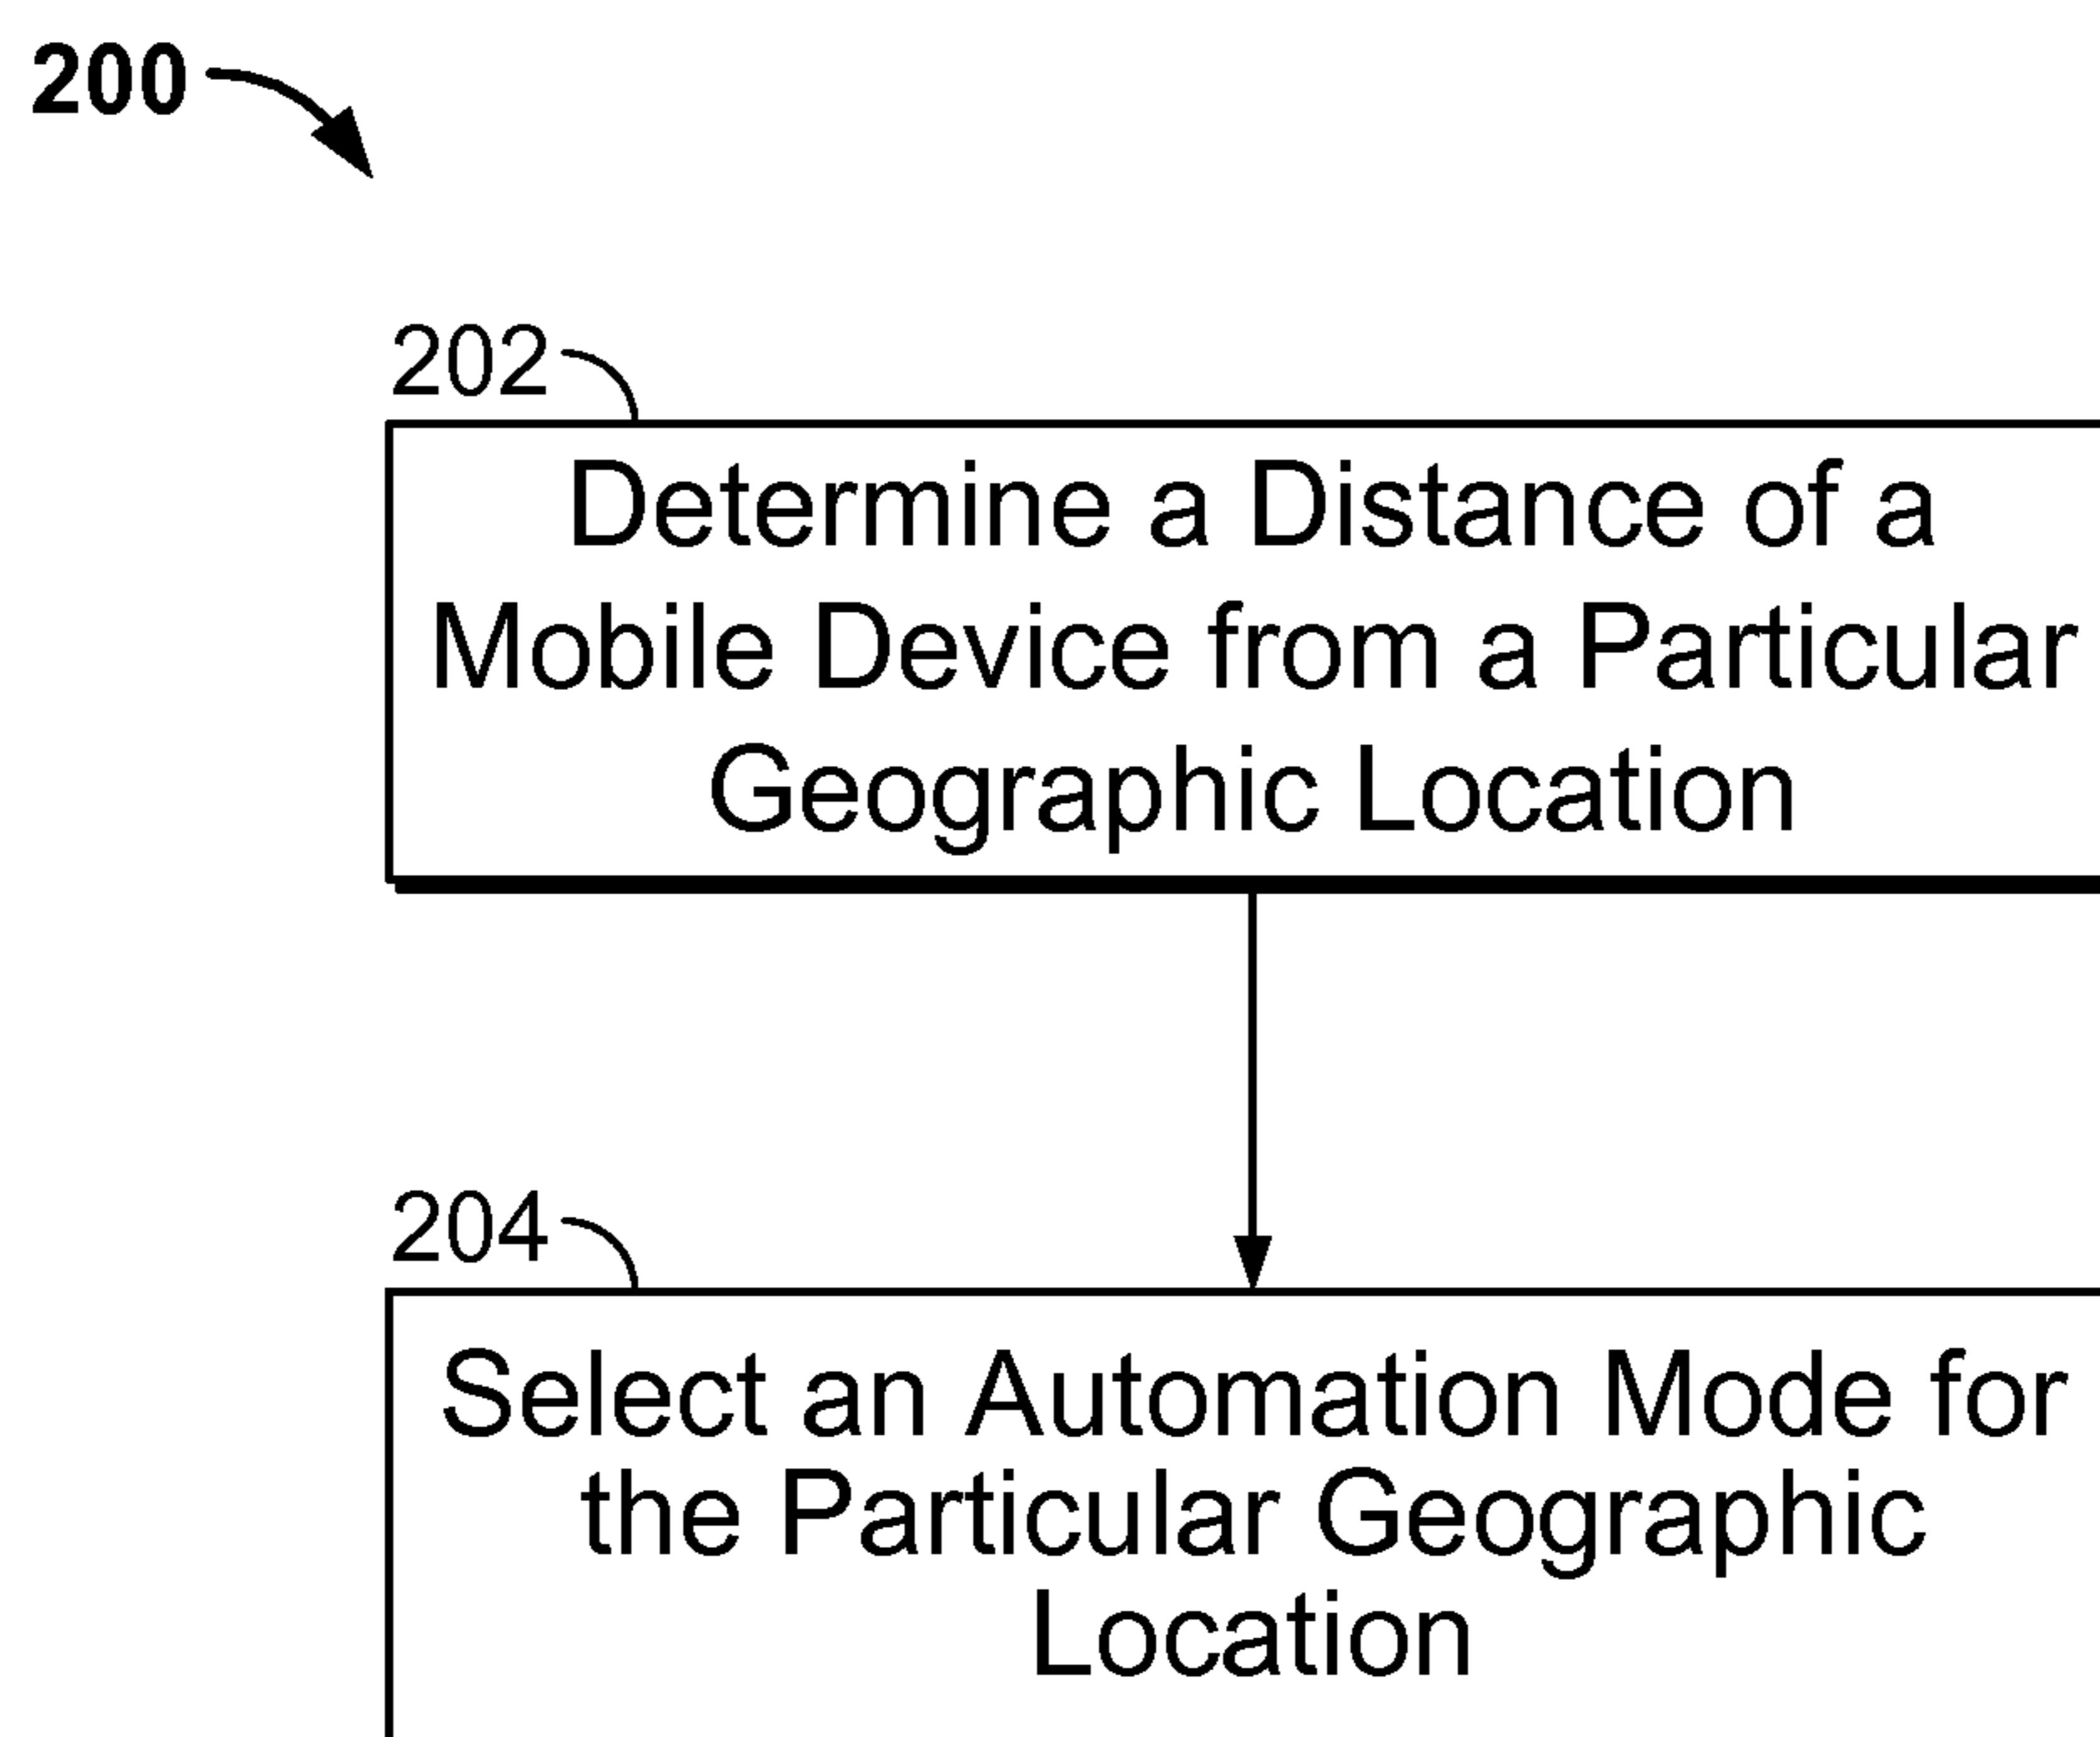 200
202
Determine a Distance of a
Mobile Device from a Particular
Geographic Location
204
Select an Automation Mode for
the Particular Geographic
Location